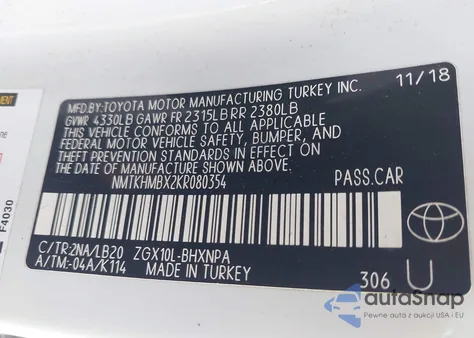 MFD.BY:TOYOTA MOTOR MANUFACTURING TURKEY INC. 11/18
GVWR 4330LB GAWR FR 2315LB RR 2380LB
THIS VEHICLE CONFORMS TO ALL APPLICABLE
FEDERAL MOTOR VEHICLE SAFETY, BUMPER, AND
THEFT PREVENTION STANDARDS IN EFFECT ON
THE DATE OF MANUFACTURE SHOWN ABOVE.
NMTKHMBX2KR080354 PASS.CAR
C/TR:2NA/LB20 ZGX10L-BHXNPA
A/TM:-04A/K114 MADE IN TURKEY 306 U
F4030
autoSnap
Pewne auta z aukcji USA i EU